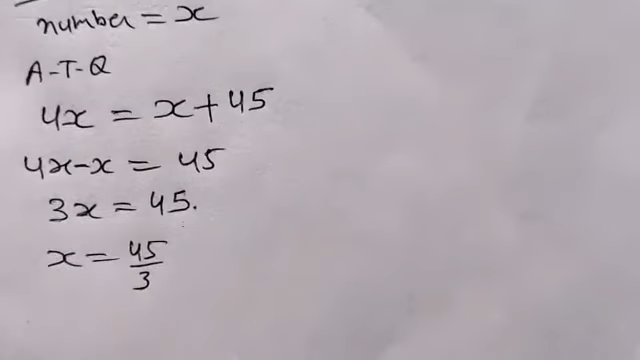 number = x
A-T-Q
4x = x + 45
4x - x = 45
3x = 45.
x = 45/3